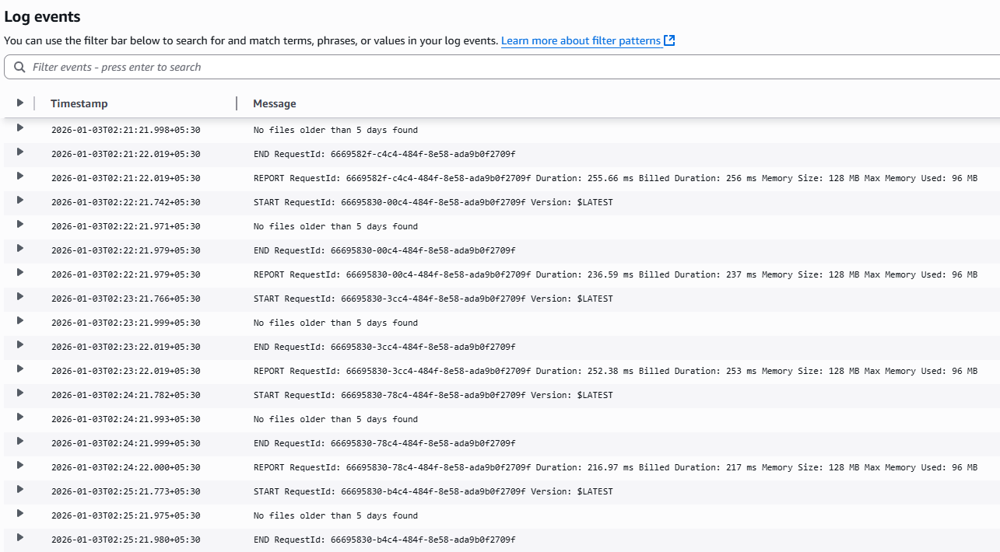 Log events
You can use the filter bar below to search for and match terms, phrases, or values in your log events. Learn more about filter patterns
Filter events - press enter to search
Timestamp Message
2026-01-03T02:21:21.998+05:30 No files older than 5 days found
2026-01-03T02:21:22.019+05:30 END RequestId: 6669582f-c4c4-484f-8e58-ada9b0f2709f
2026-01-03T02:21:22.019+05:30 REPORT RequestId: 6669582f-c4c4-484f-8e58-ada9b0f2709f Duration: 255.66 ms Billed Duration: 256 ms Memory Size: 128 MB Max Memory Used: 96 MB
2026-01-03T02:22:21.742+05:30 START RequestId: 66695830-00c4-484f-8e58-ada9b0f2709f Version: $LATEST
2026-01-03T02:22:21.971+05:30 No files older than 5 days found
2026-01-03T02:22:21.979+05:30 END RequestId: 66695830-00c4-484f-8e58-ada9b0f2709f
2026-01-03T02:22:21.979+05:30 REPORT RequestId: 66695830-00c4-484f-8e58-ada9b0f2709f Duration: 236.59 ms Billed Duration: 237 ms Memory Size: 128 MB Max Memory Used: 96 MB
2026-01-03T02:23:21.766+05:30 START RequestId: 66695830-3cc4-484f-8e58-ada9b0f2709f Version: $LATEST
2026-01-03T02:23:21.999+05:30 No files older than 5 days found
2026-01-03T02:23:22.019+05:30 END RequestId: 66695830-3cc4-484f-8e58-ada9b0f2709f
2026-01-03T02:23:22.019+05:30 REPORT RequestId: 66695830-3cc4-484f-8e58-ada9b0f2709f Duration: 252.38 ms Billed Duration: 253 ms Memory Size: 128 MB Max Memory Used: 96 MB
2026-01-03T02:24:21.782+05:30 START RequestId: 66695830-78c4-484f-8e58-ada9b0f2709f Version: $LATEST
2026-01-03T02:24:21.993+05:30 No files older than 5 days found
2026-01-03T02:24:21.999+05:30 END RequestId: 66695830-78c4-484f-8e58-ada9b0f2709f
2026-01-03T02:24:22.000+05:30 REPORT RequestId: 66695830-78c4-484f-8e58-ada9b0f2709f Duration: 216.97 ms Billed Duration: 217 ms Memory Size: 128 MB Max Memory Used: 96 MB
2026-01-03T02:25:21.773+05:30 START RequestId: 66695830-b4c4-484f-8e58-ada9b0f2709f Version: $LATEST
2026-01-03T02:25:21.975+05:30 No files older than 5 days found
2026-01-03T02:25:21.980+05:30 END RequestId: 66695830-b4c4-484f-8e58-ada9b0f2709f